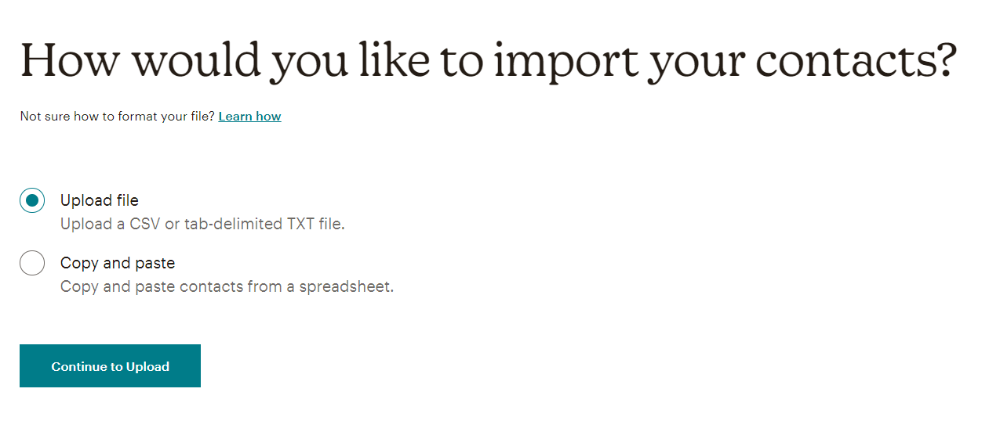 How would you like to import your contacts?
Not sure how to format your file? Learn how
Upload file
Upload a CSV or tab-delimited TXT file.
Copy and paste
Copy and paste contacts from a spreadsheet.
Continue to Upload